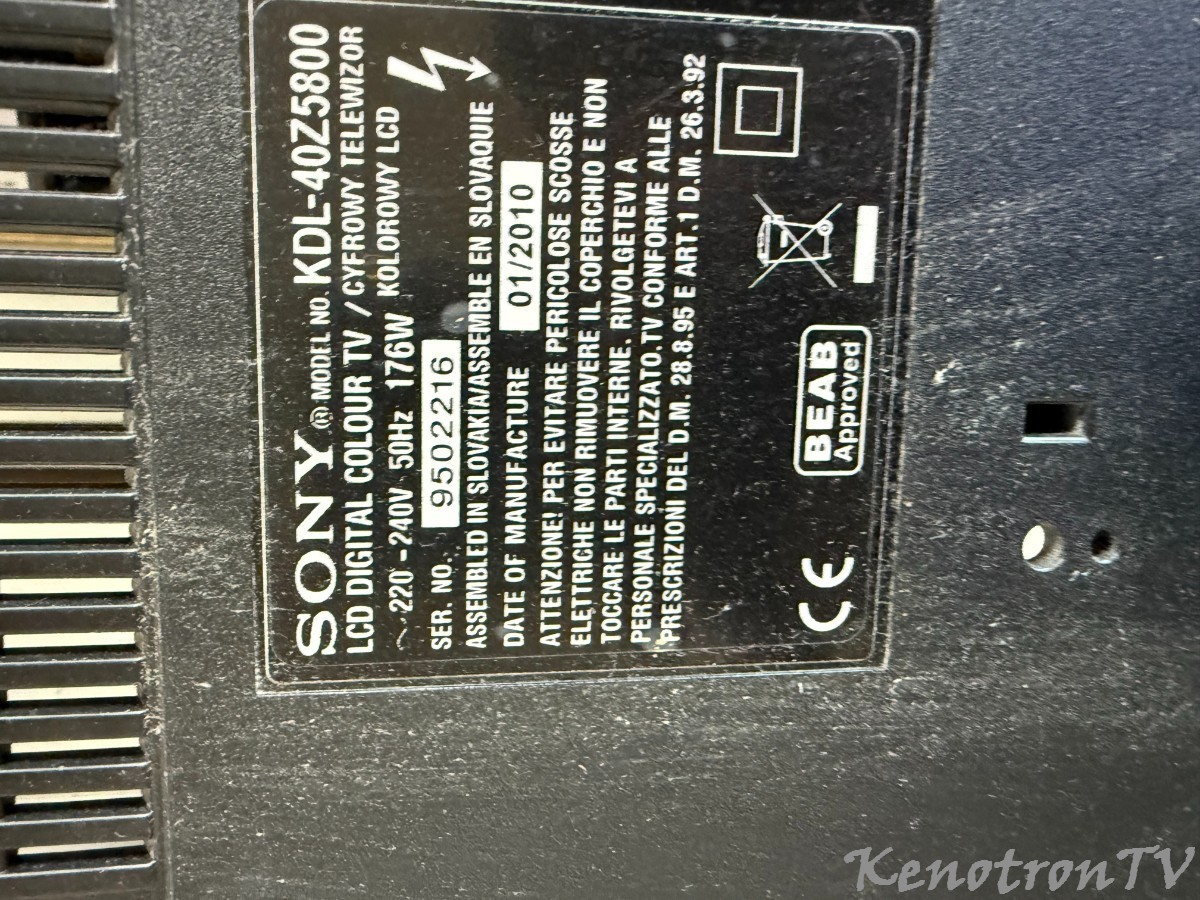 SONY ® MODEL NO. KDL-40Z5800
LCD DIGITAL COLOUR TV / CYFROWY TELEWIZOR
~220 -240V 50Hz 176W KOLOROWY LCD
SER. NO. 9502216
ASSEMBLED IN SLOVAKIA/ASSEMBLE EN SLOVAQUIE
DATE OF MANUFACTURE 01/2010
ATTENZIONE! PER EVITARE PERICOLOSE SCOSSE
ELETTRICHE NON RIMUOVERE IL COPERCHIO E NON
TOCCARE LE PARTI INTERNE. RIVOLGETEVI A
PERSONALE SPECIALIZZATO.TV CONFORME ALLE
PRESCRIZIONI DEL D.M. 28.8.95 E ART.1 D.M. 26.3.92
CE
BEAB
Approved
KenotronTV